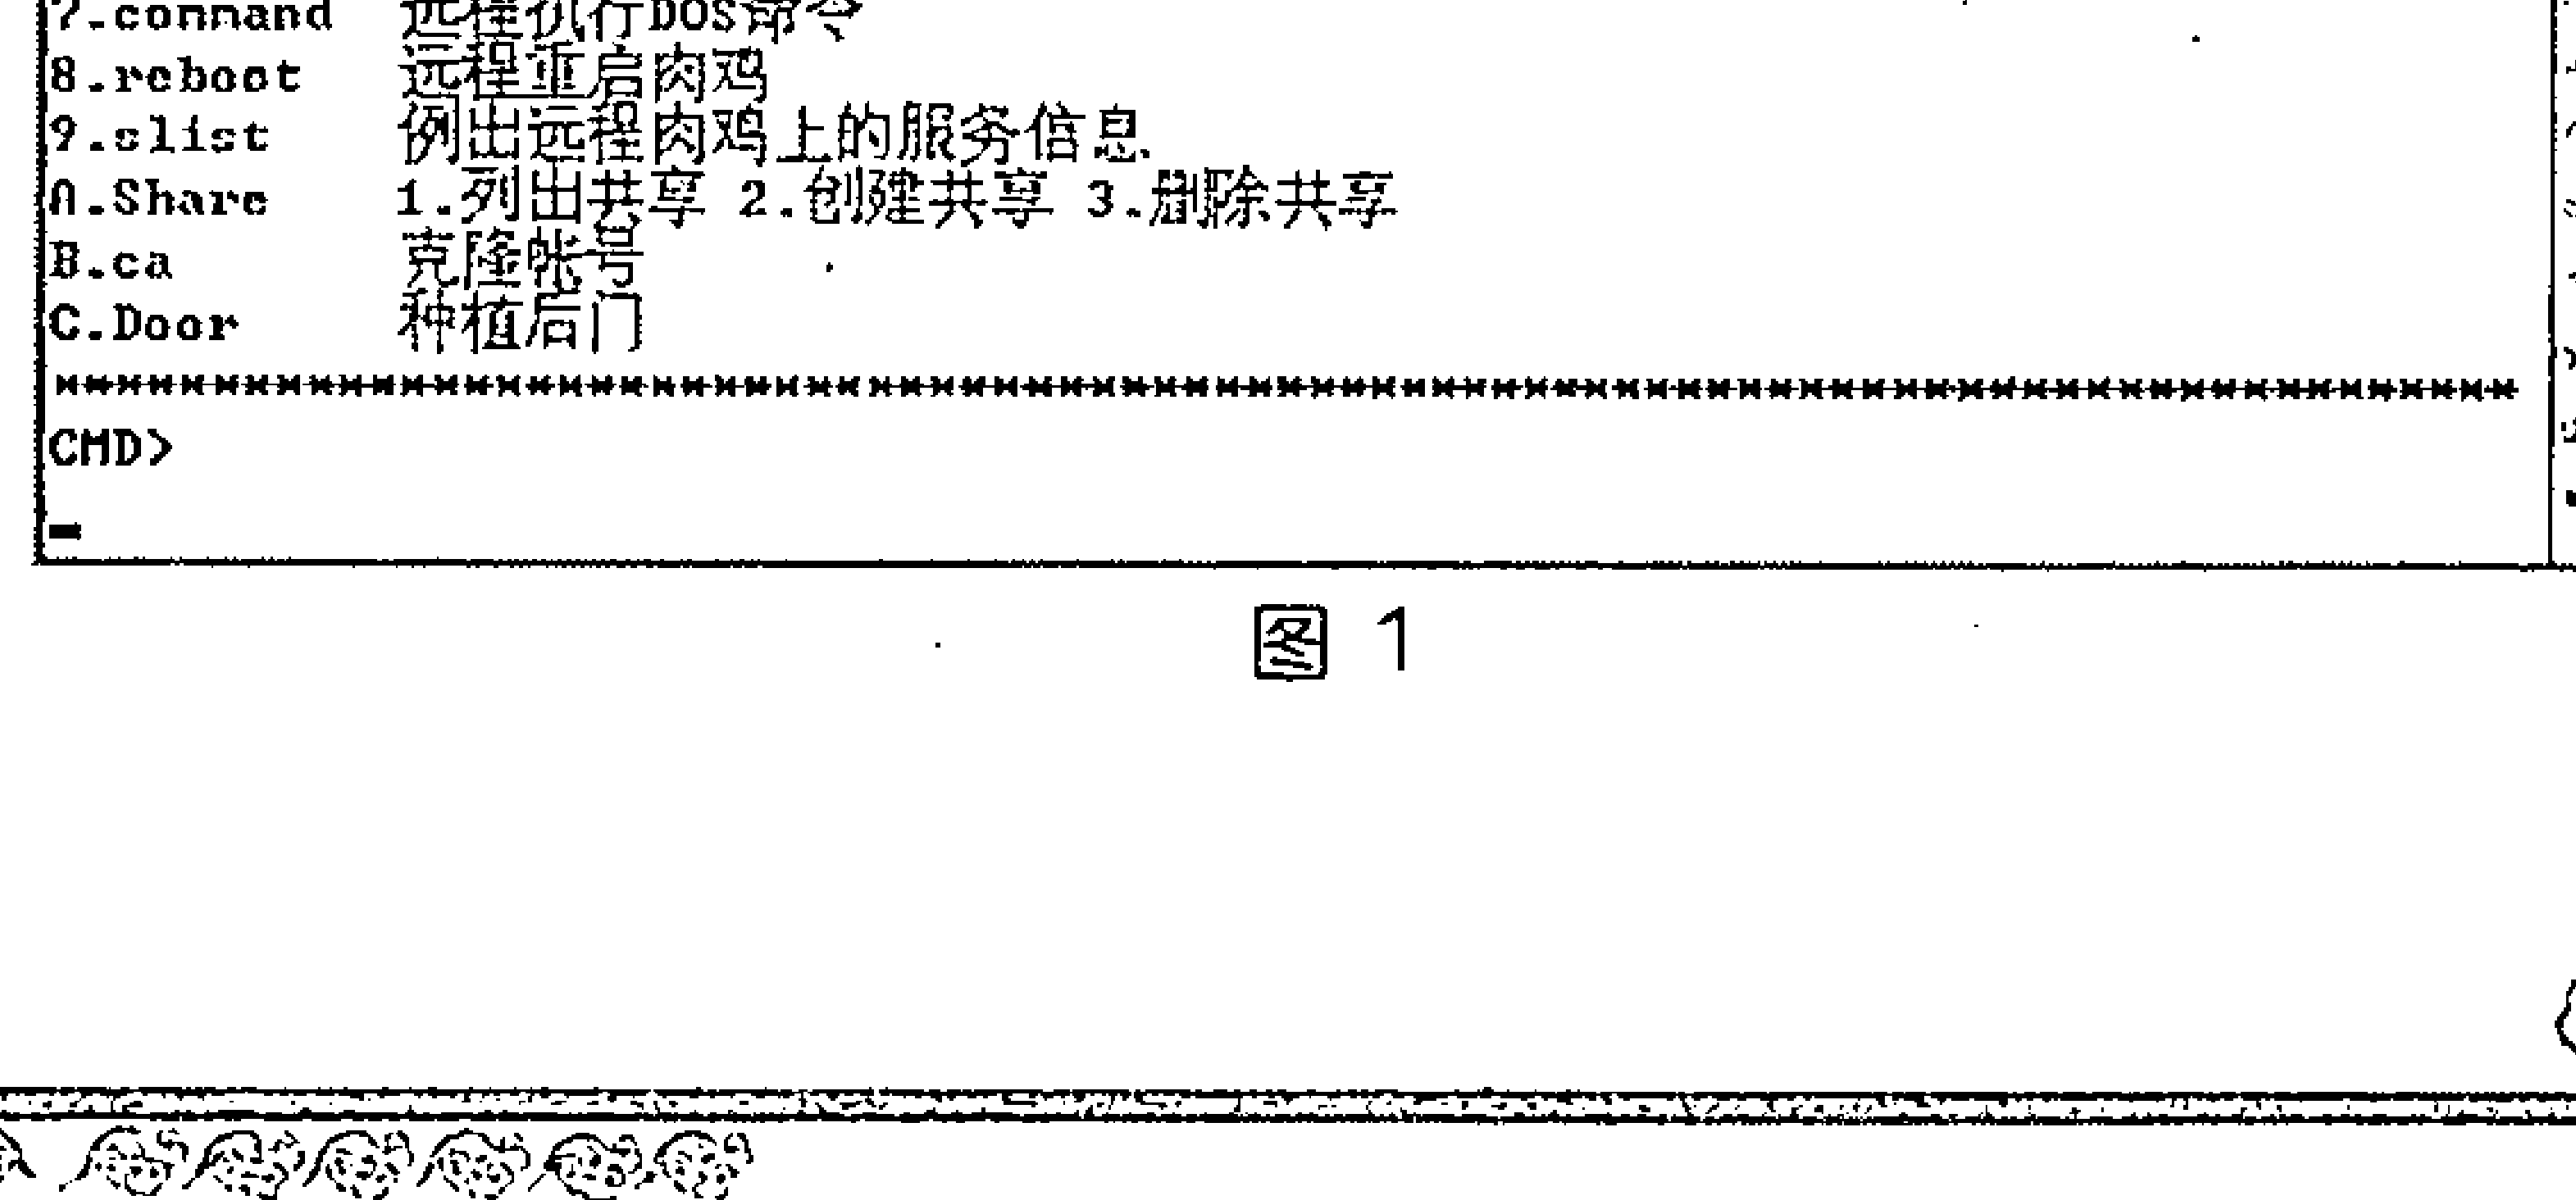 7.command 远程执行DOS命令
8.reboot 远程重启肉鸡
9.slist 例出远程肉鸡上的服务信息
A.Share 1.列出共享 2.创建共享 3.删除共享
B.ca 克隆帐号
C.Door 种植后门
*******************************************************************************
CMD>
图 1